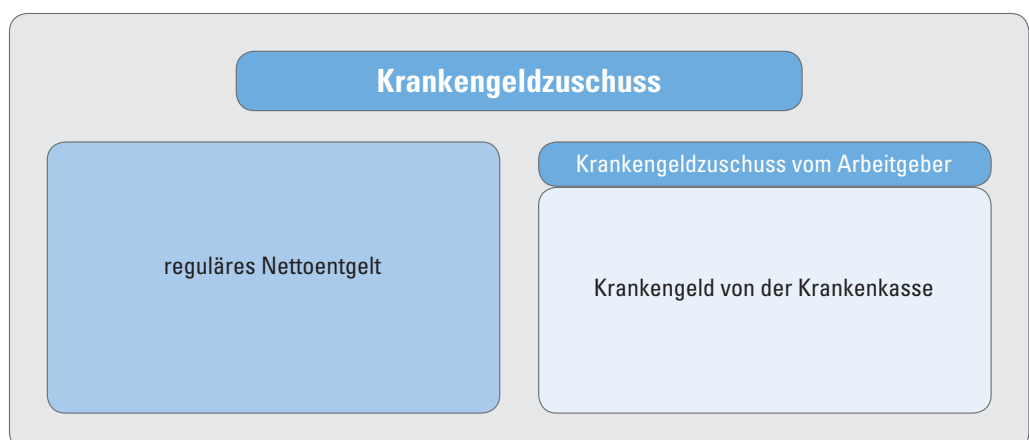 Krankengeldzuschuss
reguläres Nettoentgelt
Krankengeldzuschuss vom Arbeitgeber
Krankengeld von der Krankenkasse